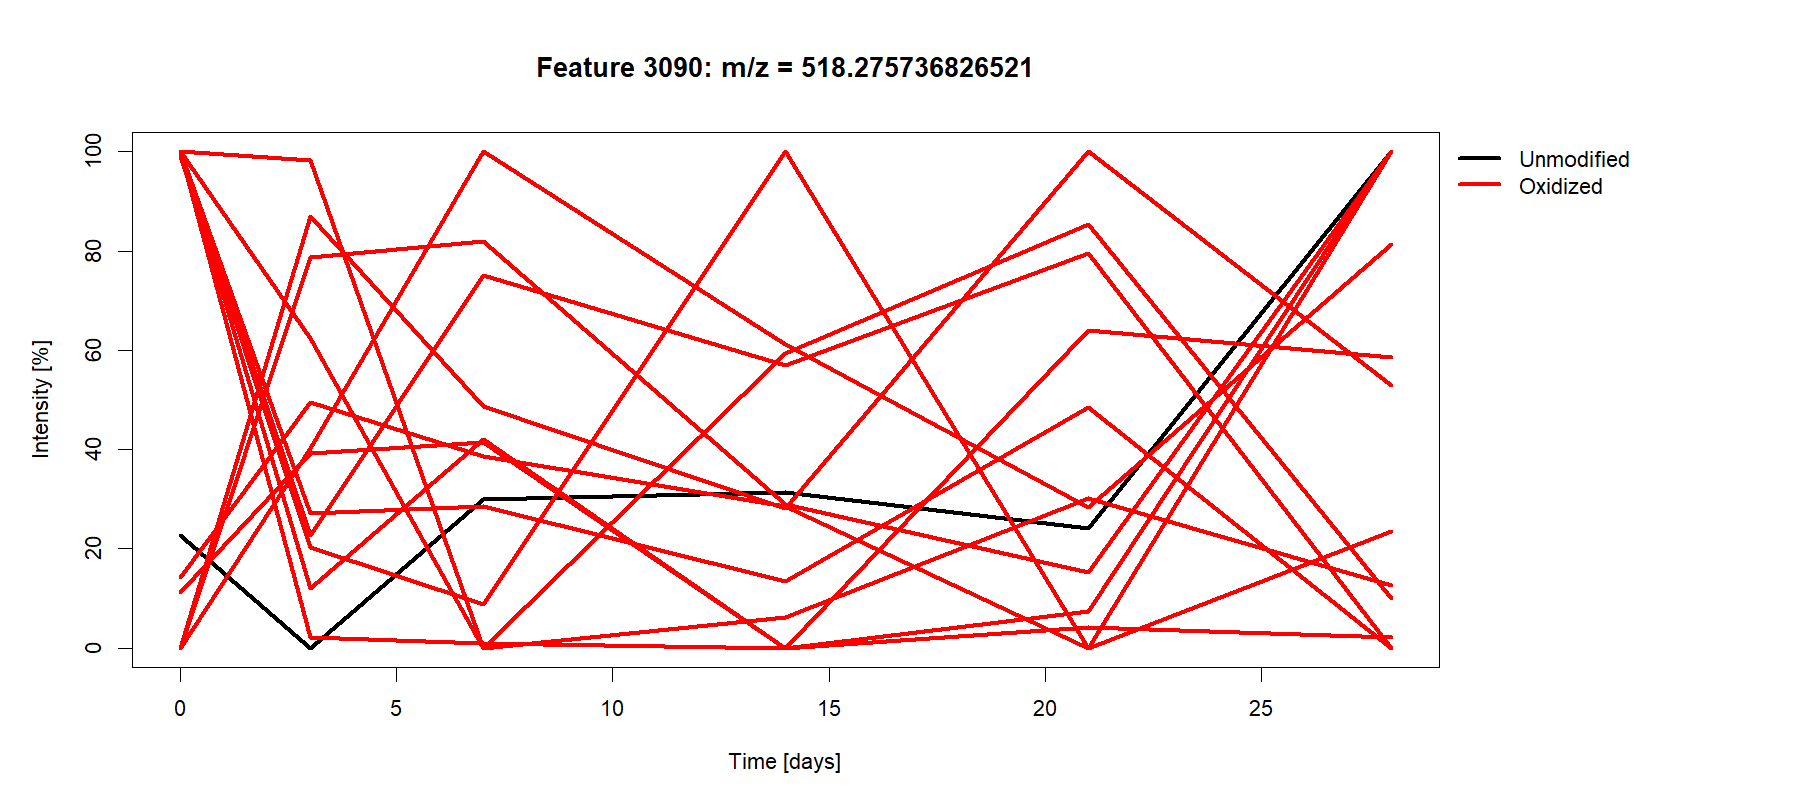 Feature 3090: m/z = 518.275736826521
Unmodified
Oxidized
100
80
60
40
20
0
Intensity [%]
0 5 10 15 20 25
Time [days]